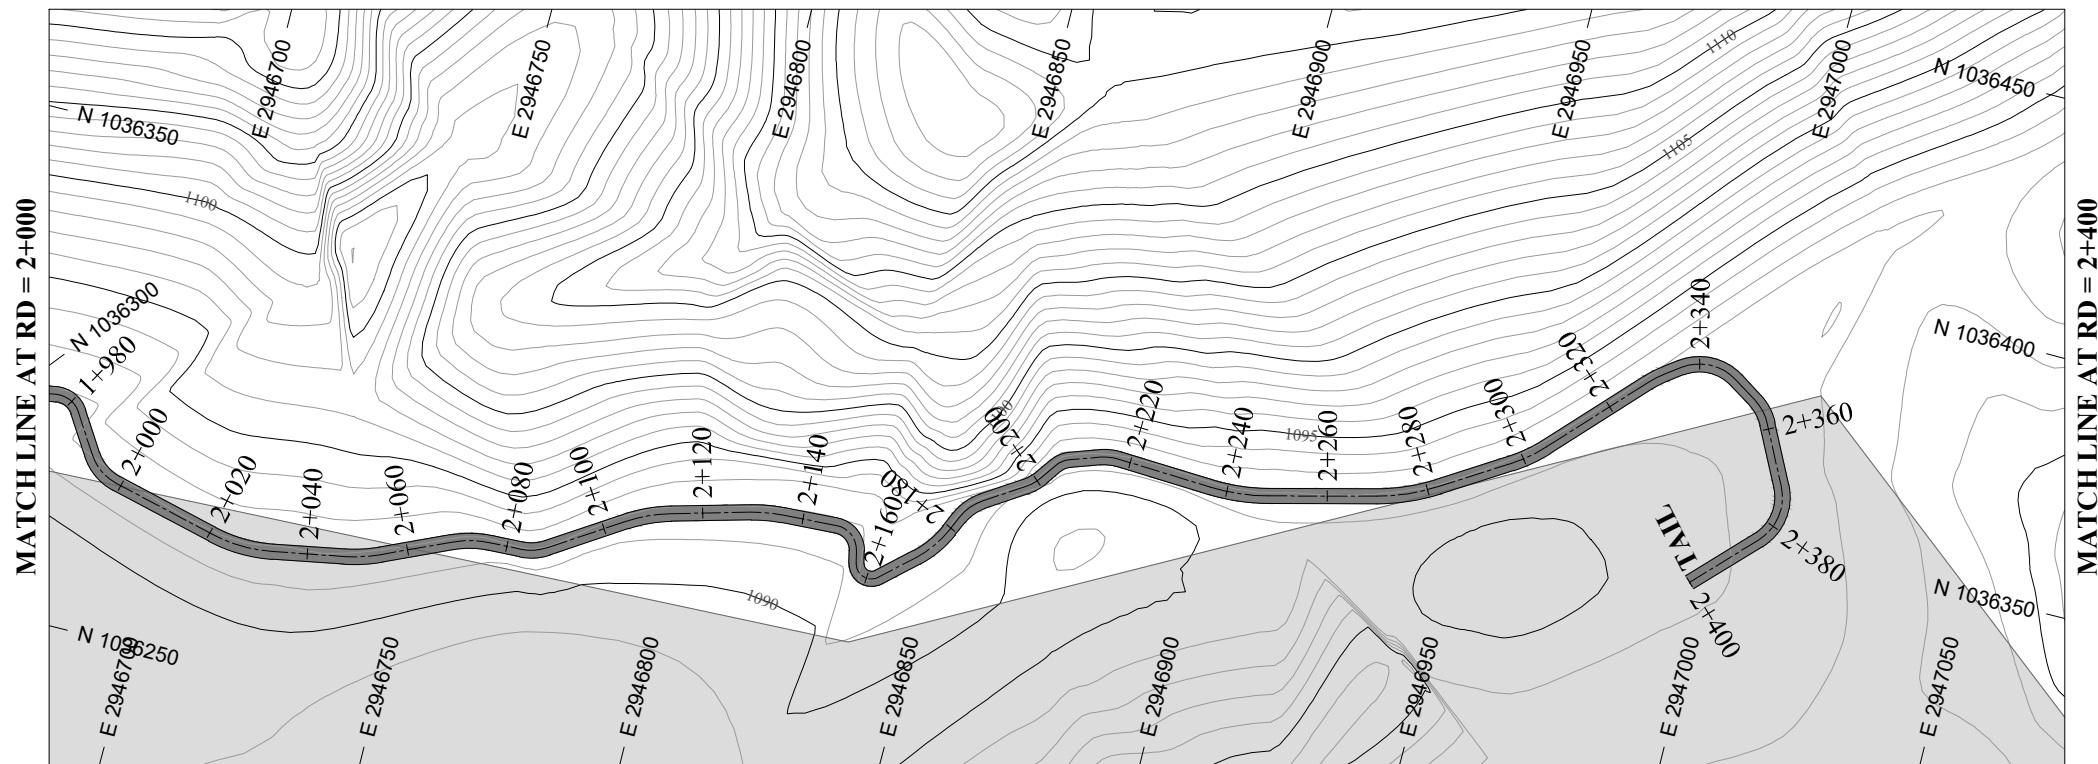 E 2946700
E 2946750
E 2946800
E 2946850
E 2946900
E 2946950
E 2947000
1110
N 1036450
N 1036350
1105
1100
MATCH LINE AT RD = 2+000
MATCH LINE AT RD = 2+400
N 1036300
1+980
2+000
2+020
2+040
2+060
2+080
2+100
2+120
2+140
2+160
2+180
2+200
2+220
2+240
2+260
1095
2+280
2+300
2+320
2+340
N 1036400
2+360
2+380
TAIL
2+400
1090
N 1036350
N 1036250
E 2946700
E 2946750
E 2946800
E 2946850
E 2946900
E 2946950
E 2947000
E 2947050